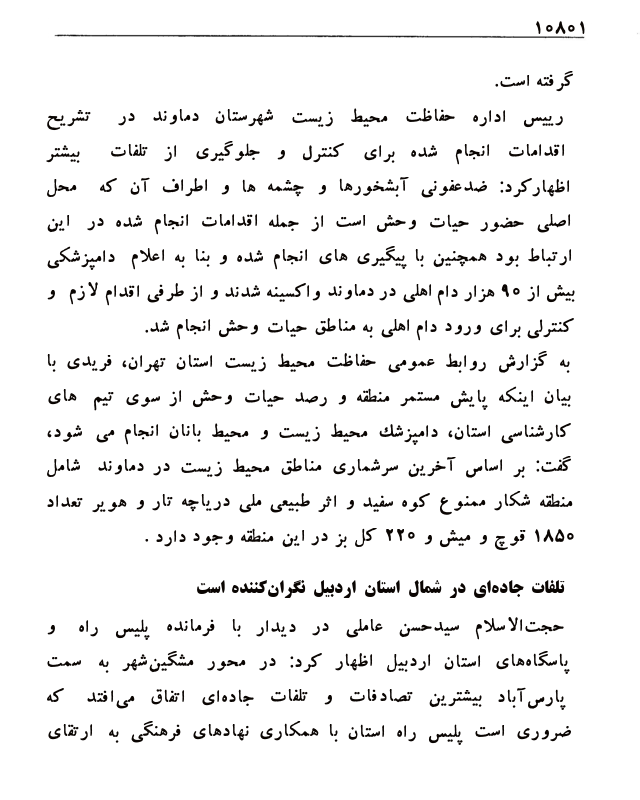 ۱۰۸۰۱
گرفته است.
رییس اداره حفاظت محیط زیست شهرستان دماوند در تشریح
اقدامات انجام شده برای کنترل و جلوگیری از تلفات بیشتر
اظهارکرد: ضدعفونی آبشخورها و چشمه ها و اطراف آن که محل
اصلی حضور حیات وحش است از جمله اقدامات انجام شده در این
ارتباط بود همچنین با پیگیری های انجام شده و بنا به اعلام دامپزشکی
بیش از ۹۰ هزار دام اهلی در دماوند واکسینه شدند و از طرفی اقدام لازم و
کنترلی برای ورود دام اهلی به مناطق حیات وحش انجام شد.
به گزارش روابط عمومی حفاظت محیط زیست استان تهران، فریدی با
بیان اینکه پایش مستمر منطقه و رصد حیات وحش از سوی تیم های
کارشناسی استان، دامپزشك محیط زیست و محیط بانان انجام می شود،
گفت: بر اساس آخرین سرشماری مناطق محیط زیست در دماوند شامل
منطقه شکار ممنوع کوه سفید و اثر طبیعی ملی دریاچه تار و هویر تعداد
۱۸۵۰ قوچ و میش و ۲۲۰ کل بز در این منطقه وجود دارد .
تلفات جاده‌ای در شمال استان اردبیل نگران‌کننده است
حجت‌الاسلام سیدحسن عاملی در دیدار با فرمانده پلیس راه و
پاسگاه‌های استان اردبیل اظهار کرد: در محور مشگین‌شهر به سمت
پارس‌آباد بیشترین تصادفات و تلفات جاده‌ای اتفاق می‌افتد که
ضروری است پلیس راه استان با همکاری نهادهای فرهنگی به ارتقای